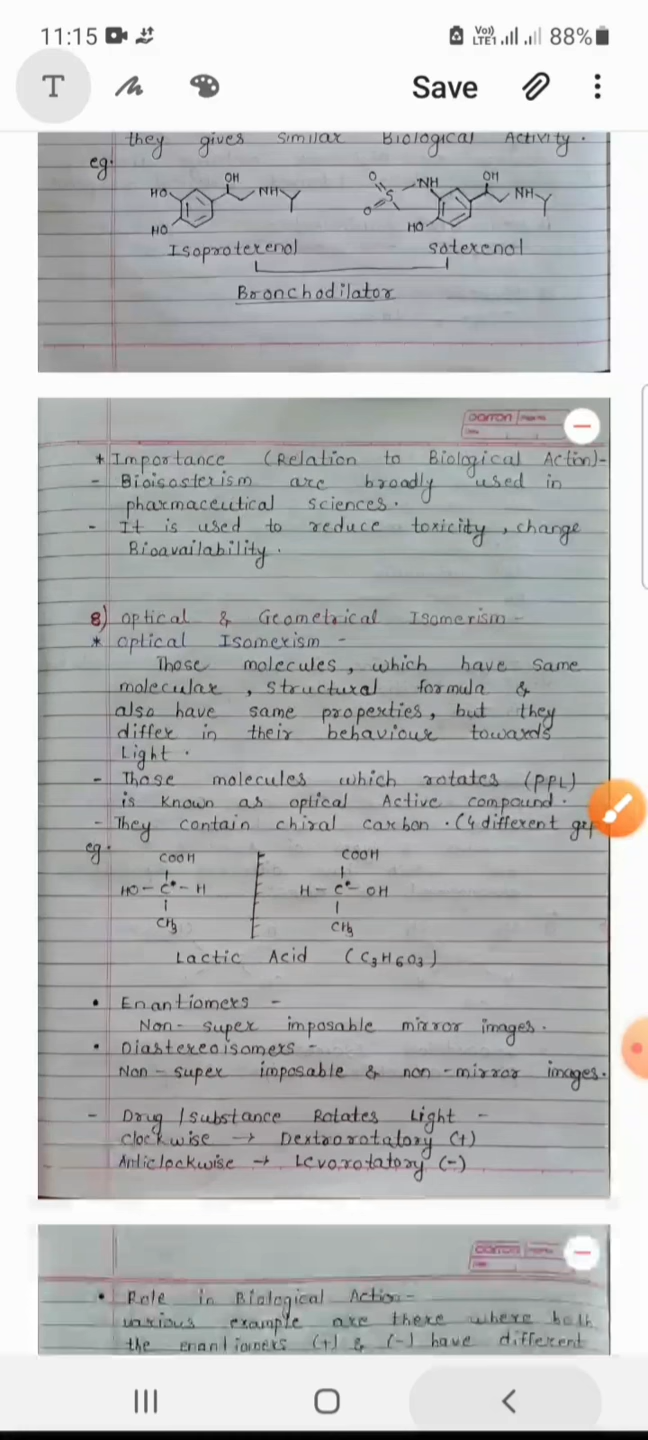 11:15
Vo)) LTE1 88%
T Save
they gives similar Biological Activity.
eg.
OH OH
HO NH O S NH NH
HO O HO
Isoproterenol soterenol
Bronchodilator
* Importance (Relation to Biological Action)-
- Bioisosterism are broadly used in
pharmaceutical sciences.
- It is used to reduce toxicity, change
Bioavailability.
8) optical & Geometrical Isomerism-
* optical Isomerism -
Those molecules, which have same
molecular, structural formula &
also have same properties, but they
differ in their behaviour towards
Light.
- Those molecules which rotates (PPL)
is known as optical Active compound.
- They contain chiral carbon. (4 different grp
eg.
COOH COOH
HO - C* - H H - C* - OH
CH3 CH3
Lactic Acid (C3H6O3)
• Enantiomers -
Non-super imposable mirror images.
• Diastereoisomers -
Non-super imposable & non-mirror images.
- Drug / substance Rotates Light -
clockwise → Dextrorotatory (+)
Anticlockwise → Levorotatory (-)
• Role in Biological Action-
various example are there where both
the enantiomers (+) & (-) have different